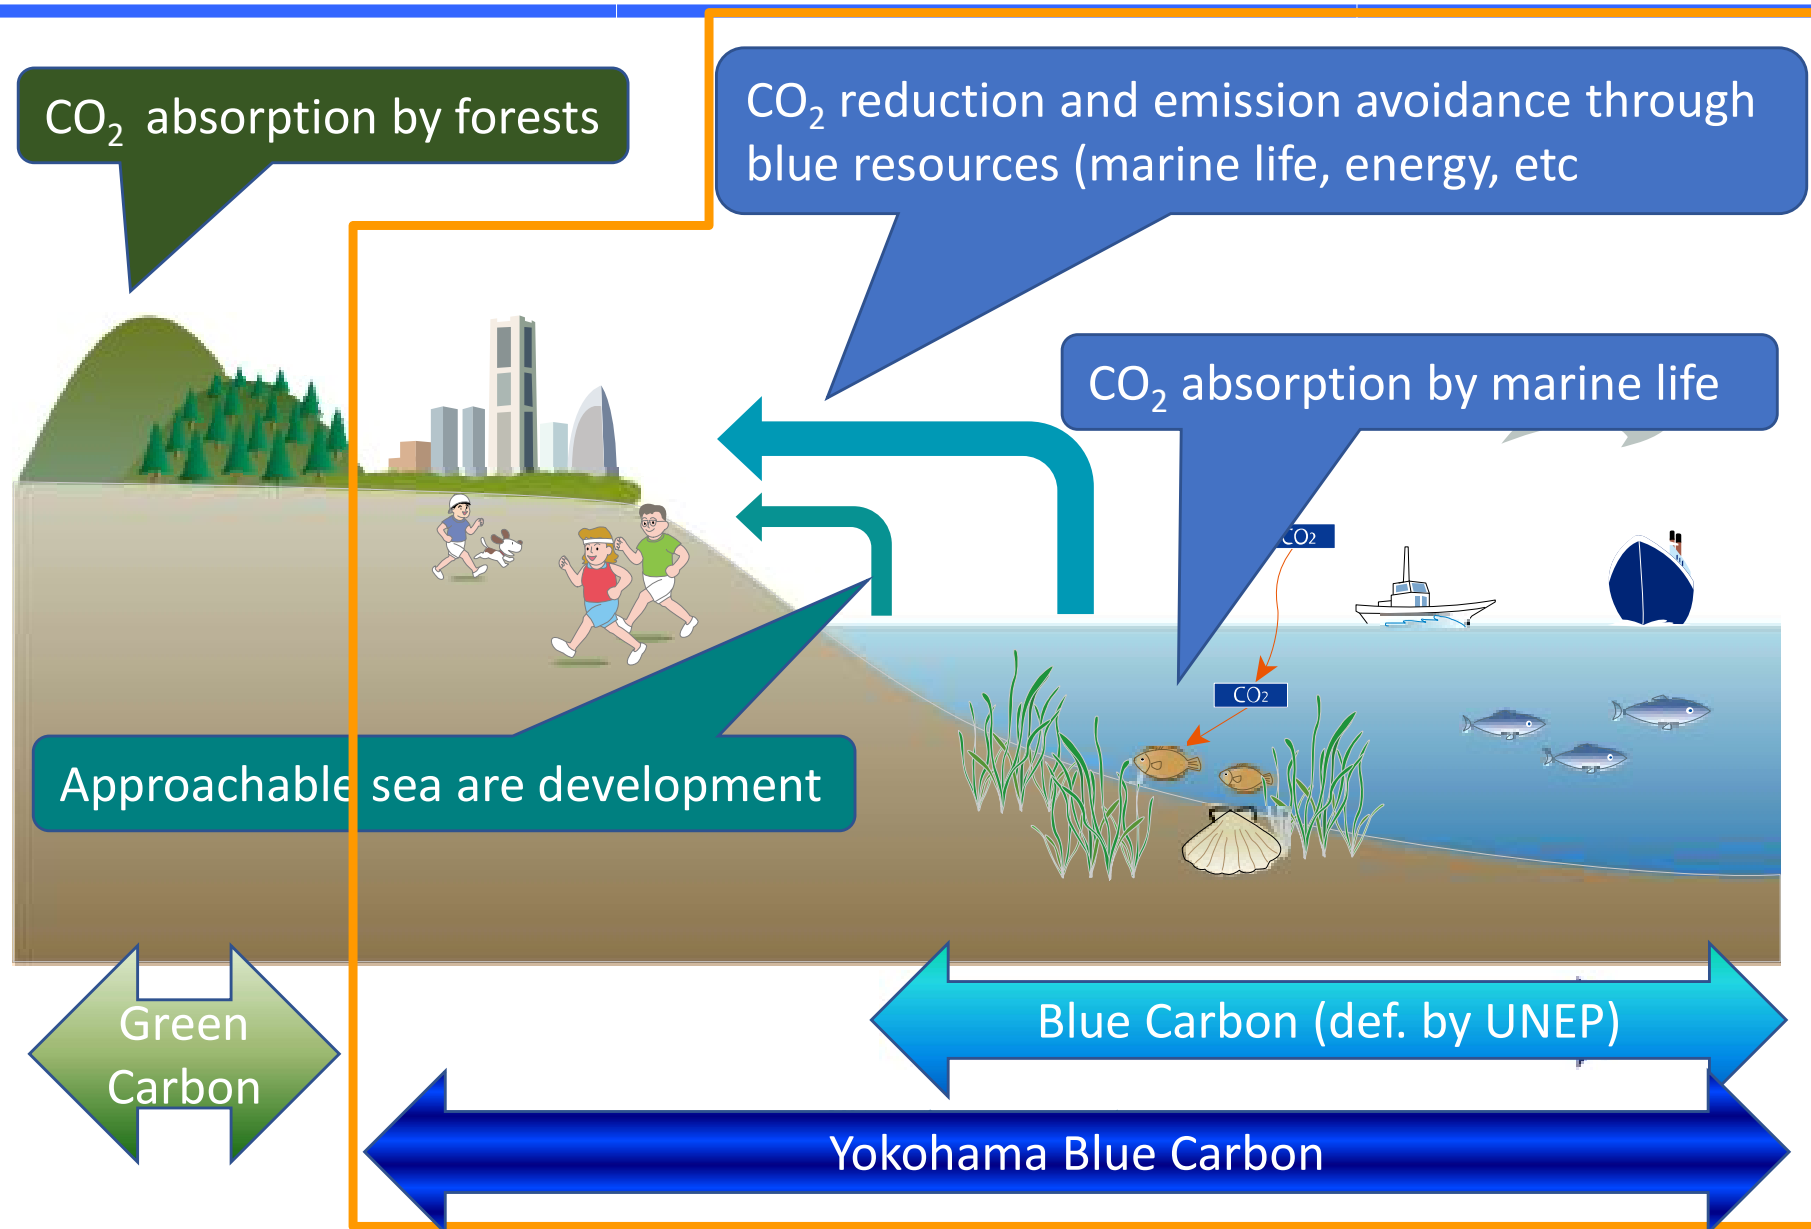 CO₂ absorption by forests
CO₂ reduction and emission avoidance through
blue resources (marine life, energy, etc
CO₂ absorption by marine life
CO2
CO2
Approachable sea are development
Green
Carbon
Blue Carbon (def. by UNEP)
Yokohama Blue Carbon